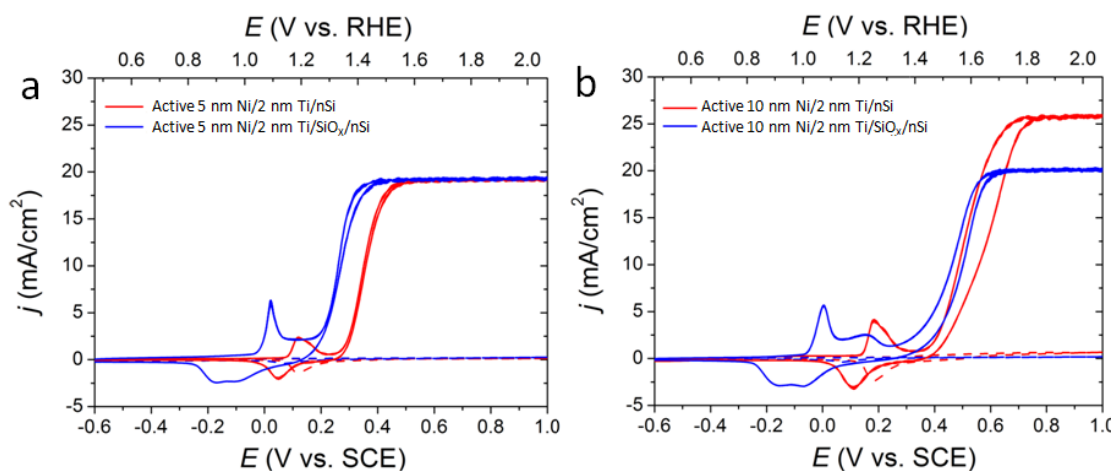 E (V vs. RHE)
0.6 0.8 1.0 1.2 1.4 1.6 1.8 2.0
a
30
25
20
15
10
5
0
-5
j (mA/cm²)
Active 5 nm Ni/2 nm Ti/nSi
Active 5 nm Ni/2 nm Ti/SiOₓ/nSi
-0.6 -0.4 -0.2 0.0 0.2 0.4 0.6 0.8 1.0
E (V vs. SCE)
E (V vs. RHE)
0.6 0.8 1.0 1.2 1.4 1.6 1.8 2.0
b
30
25
20
15
10
5
0
-5
j (mA/cm²)
Active 10 nm Ni/2 nm Ti/nSi
Active 10 nm Ni/2 nm Ti/SiOₓ/nSi
-0.6 -0.4 -0.2 0.0 0.2 0.4 0.6 0.8 1.0
E (V vs. SCE)